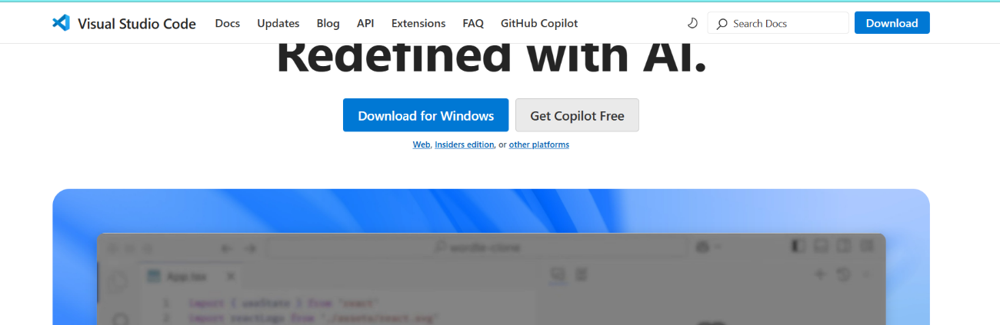 Visual Studio Code Docs Updates Blog API Extensions FAQ GitHub Copilot Search Docs Download
Redefined with AI.
Download for Windows Get Copilot Free
Web, Insiders edition, or other platforms
wordle-clone
App.tsx
1 import { useState } from 'react'
2 import reactLogo from './assets/react.svg'